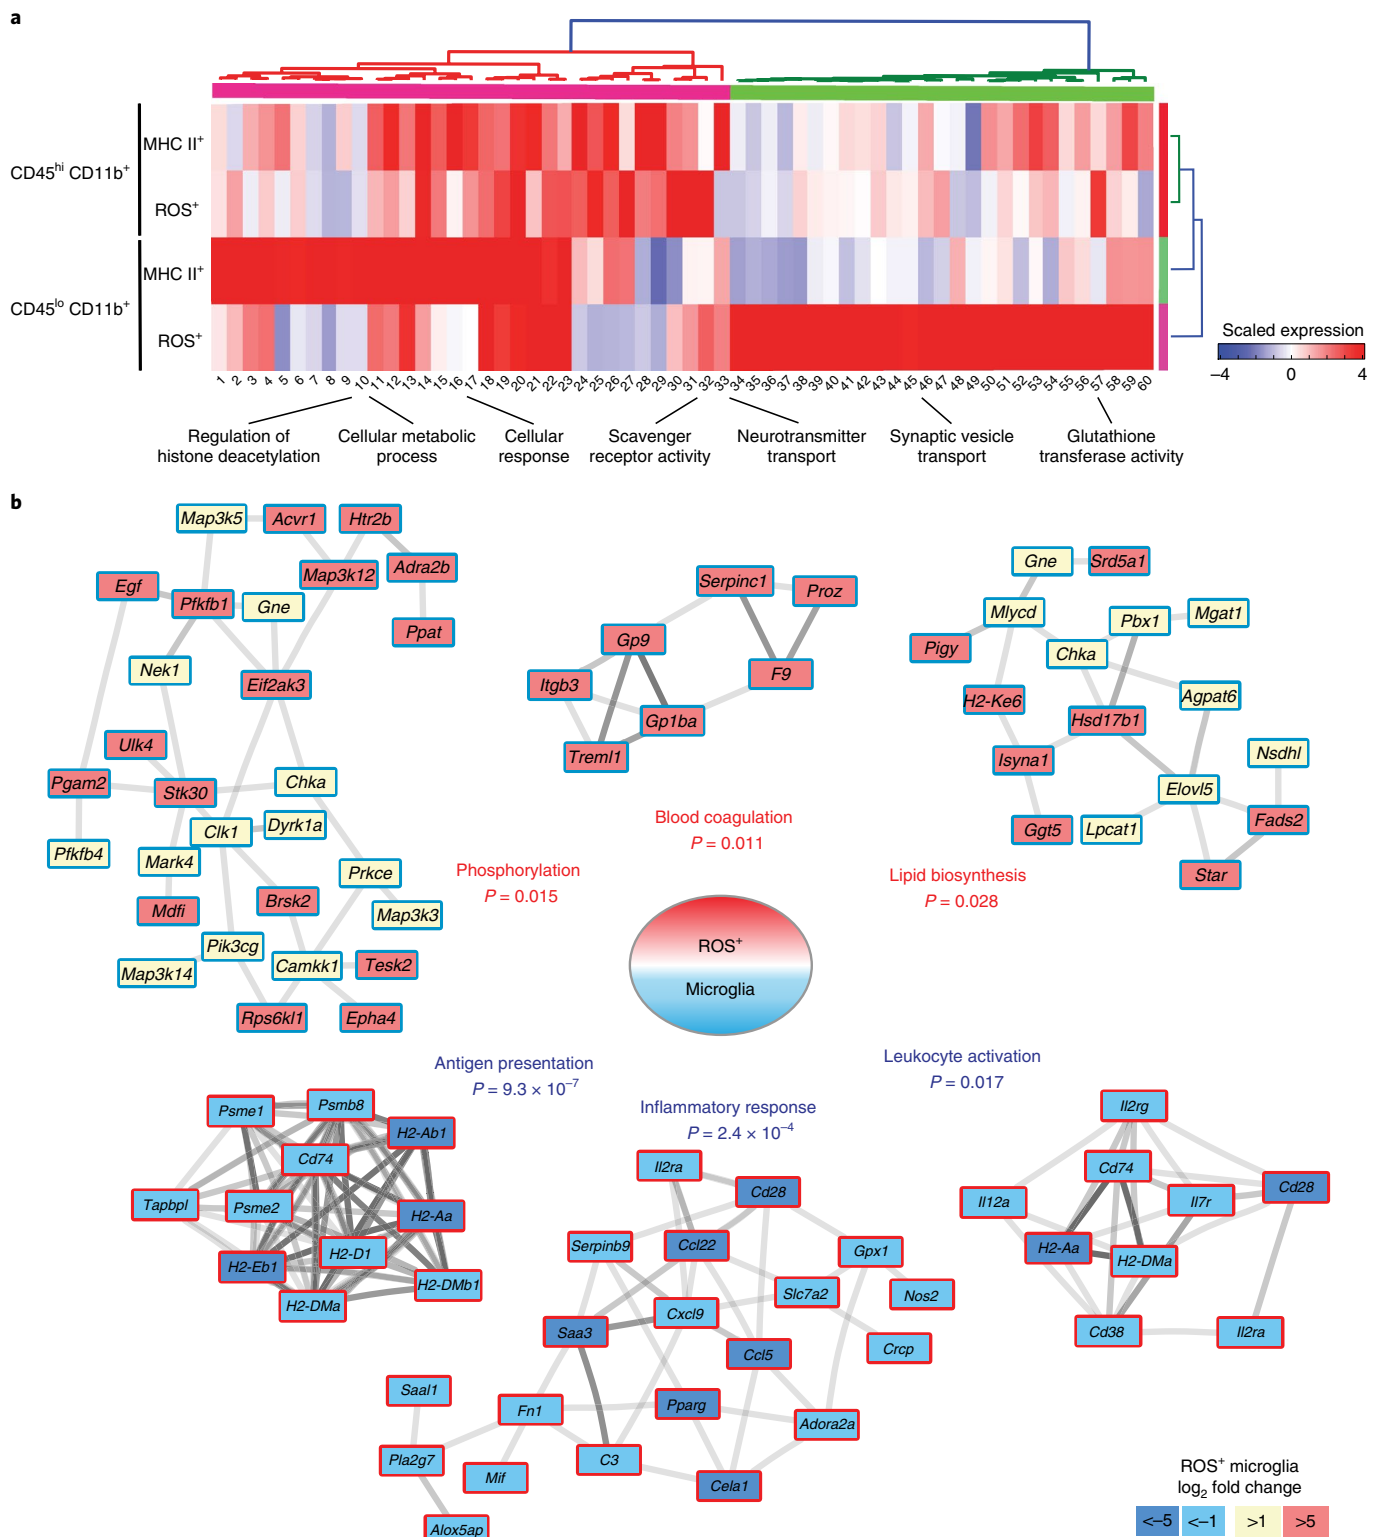 a
MHC II+
CD45hi CD11b+
ROS+
MHC II+
CD45lo CD11b+
ROS+
1 2 3 4 5 6 7 8 9 10 11 12 13 14 15 16 17 18 19 20 21 22 23 24 25 26 27 28 29 30 31 32 33 34 35 36 37 38 39 40 41 42 43 44 45 46 47 48 49 50 51 52 53 54 55 56 57 58 59 60
Scaled expression
−4 0 4
Regulation of
histone deacetylation
Cellular metabolic
process
Cellular
response
Scavenger
receptor activity
Neurotransmitter
transport
Synaptic vesicle
transport
Glutathione
transferase activity
b
Map3k5
Acvr1
Htr2b
Adra2b
Map3k12
Egf
Pfkfb1
Gne
Ppat
Nek1
Eif2ak3
Ulk4
Pgam2
Stk30
Chka
Clk1
Dyrk1a
Pfkfb4
Mark4
Prkce
Mdfi
Brsk2
Map3k3
Pik3cg
Map3k14
Camkk1
Tesk2
Rps6kl1
Epha4
Phosphorylation
P = 0.015
Serpinc1
Proz
Gp9
F9
Itgb3
Gp1ba
Treml1
Blood coagulation
P = 0.011
Gne
Srd5a1
Mlycd
Pbx1
Mgat1
Pigy
Chka
H2-Ke6
Agpat6
Hsd17b1
Isyna1
Nsdhl
Elovl5
Ggt5
Lpcat1
Fads2
Star
Lipid biosynthesis
P = 0.028
ROS+
Microglia
Antigen presentation
P = 9.3 × 10−7
Psme1
Psmb8
H2-Ab1
Cd74
Tapbpl
Psme2
H2-Aa
H2-D1
H2-Eb1
H2-DMb1
H2-DMa
Inflammatory response
P = 2.4 × 10−4
Il2ra
Cd28
Serpinb9
Ccl22
Gpx1
Slc7a2
Nos2
Cxcl9
Saa3
Ccl5
Crcp
Saal1
Fn1
Pparg
Adora2a
Pla2g7
Mif
C3
Cela1
Alox5ap
Leukocyte activation
P = 0.017
Il2rg
Cd74
Il12a
Il7r
Cd28
H2-Aa
H2-DMa
Cd38
Il2ra
ROS+ microglia
log2 fold change
<−5 <−1 >1 >5